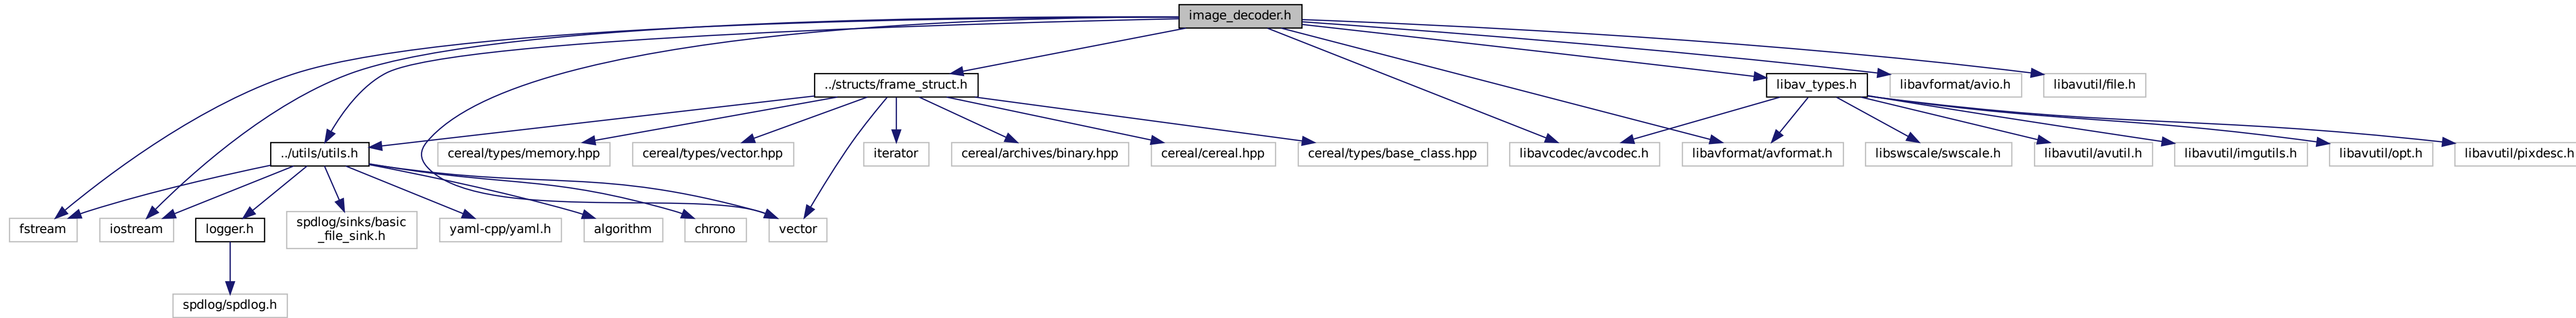 image_decoder.h
../structs/frame_struct.h
libav_types.h
libavformat/avio.h
libavutil/file.h
../utils/utils.h
cereal/types/memory.hpp
cereal/types/vector.hpp
iterator
cereal/archives/binary.hpp
cereal/cereal.hpp
cereal/types/base_class.hpp
libavcodec/avcodec.h
libavformat/avformat.h
libswscale/swscale.h
libavutil/avutil.h
libavutil/imgutils.h
libavutil/opt.h
libavutil/pixdesc.h
fstream
iostream
logger.h
spdlog/sinks/basic
_file_sink.h
yaml-cpp/yaml.h
algorithm
chrono
vector
spdlog/spdlog.h